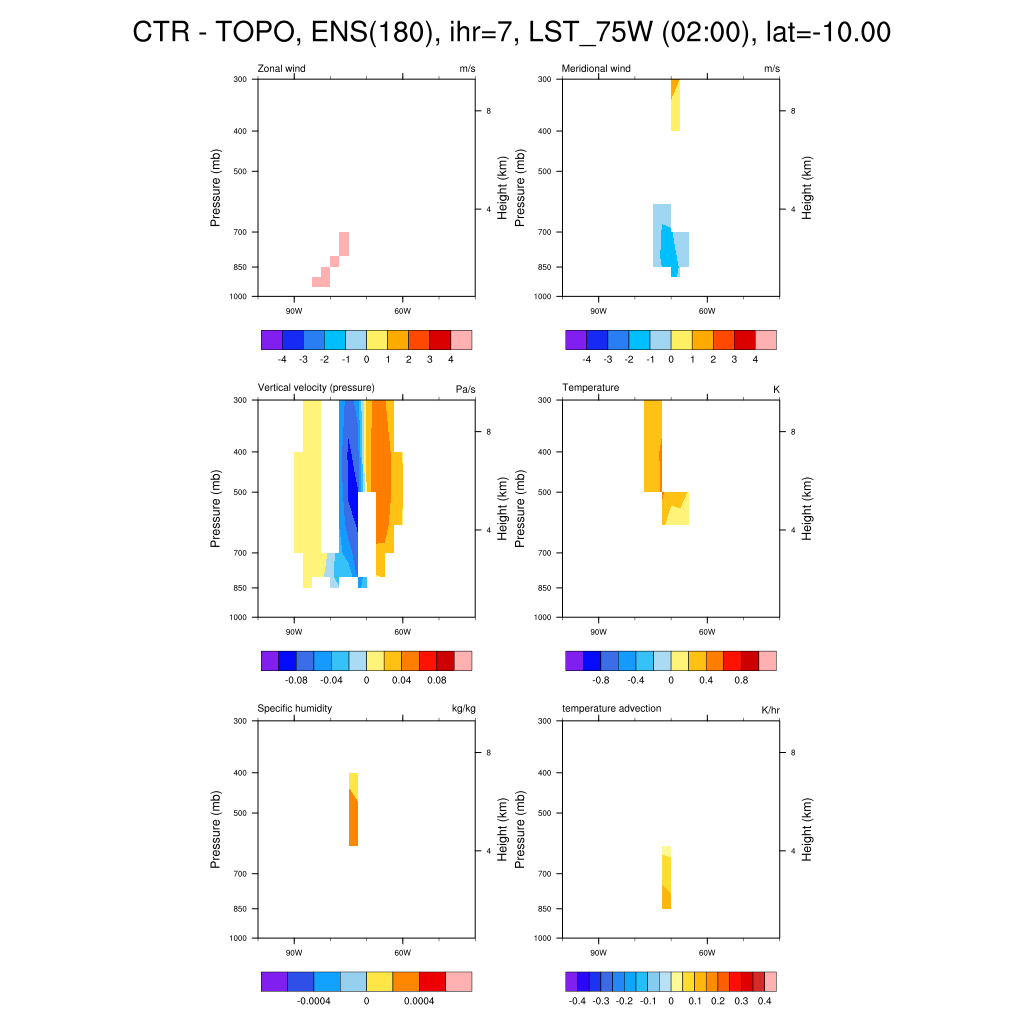 CTR - TOPO, ENS(180), ihr=7, LST_75W (02:00), lat=-10.00
Zonal wind m/s
300 400 500 700 850 1000
Pressure (mb)
8 4
Height (km)
90W 60W
-4 -3 -2 -1 0 1 2 3 4
Meridional wind m/s
300 400 500 700 850 1000
Pressure (mb)
8 4
Height (km)
90W 60W
-4 -3 -2 -1 0 1 2 3 4
Vertical velocity (pressure) Pa/s
300 400 500 700 850 1000
Pressure (mb)
8 4
Height (km)
90W 60W
-0.08 -0.04 0 0.04 0.08
Temperature K
300 400 500 700 850 1000
Pressure (mb)
8 4
Height (km)
90W 60W
-0.8 -0.4 0 0.4 0.8
Specific humidity kg/kg
300 400 500 700 850 1000
Pressure (mb)
8 4
Height (km)
90W 60W
-0.0004 0 0.0004
temperature advection K/hr
300 400 500 700 850 1000
Pressure (mb)
8 4
Height (km)
90W 60W
-0.4 -0.3 -0.2 -0.1 0 0.1 0.2 0.3 0.4